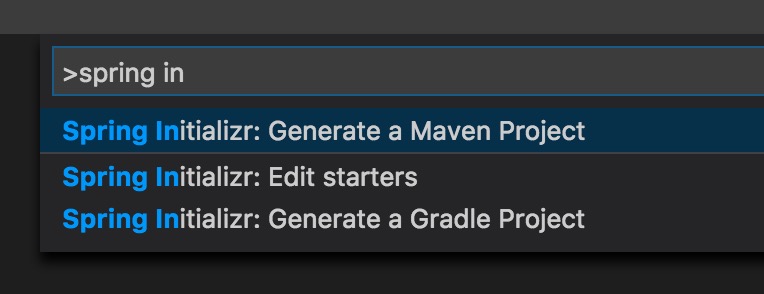 >spring in
Spring Initializr: Generate a Maven Project
Spring Initializr: Edit starters
Spring Initializr: Generate a Gradle Project